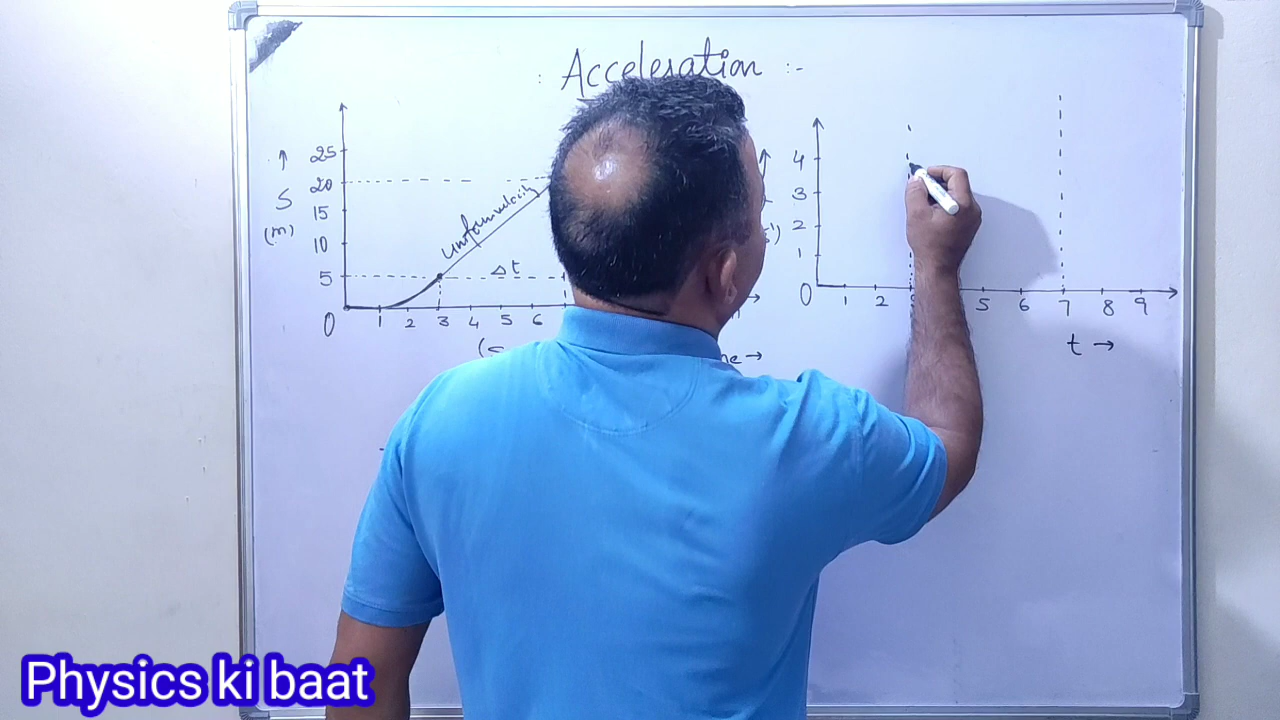 : Acceleration :-
25
20
15
10
5
0
S
(m)
uniform velocity
Δt
1 2 3 4 5 6
4
3
2
1
0
1 2 5 6 7 8 9
t →
Physics ki baat